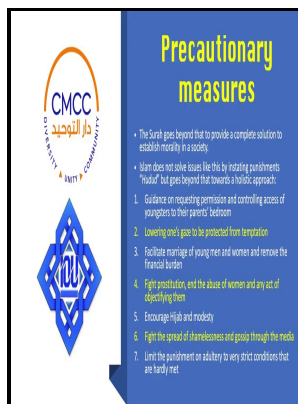 CMCC
دار التوحيد
DIVERSITY UNITY COMMUNITY
Precautionary
measures
• The Surah goes beyond that to provide a complete solution to
establish morality in a society.
• Islam does not solve issues like this by instating punishments
"Hudud" but goes beyond that towards a holistic approach:
1. Guidance on requesting permission and controlling access of
youngsters to their parents' bedroom
2. Lowering one's gaze to be protected from temptation
3. Facilitate marriage of young men and women and remove the
financial burden
4. Fight prostitution, end the abuse of women and any act of
objectifying them
5. Encourage Hijab and modesty
6. Fight the spread of shamelessness and gossip through the media
7. Limit the punishment on adultery to very strict conditions that
are hardly met